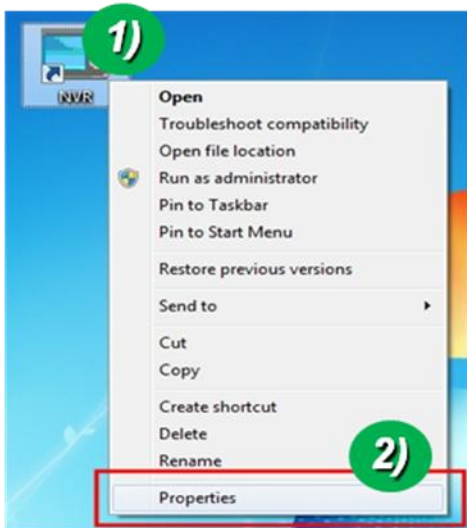 1)
NVR
Open
Troubleshoot compatibility
Open file location
Run as administrator
Pin to Taskbar
Pin to Start Menu
Restore previous versions
Send to
Cut
Copy
Create shortcut
Delete
Rename
2)
Properties